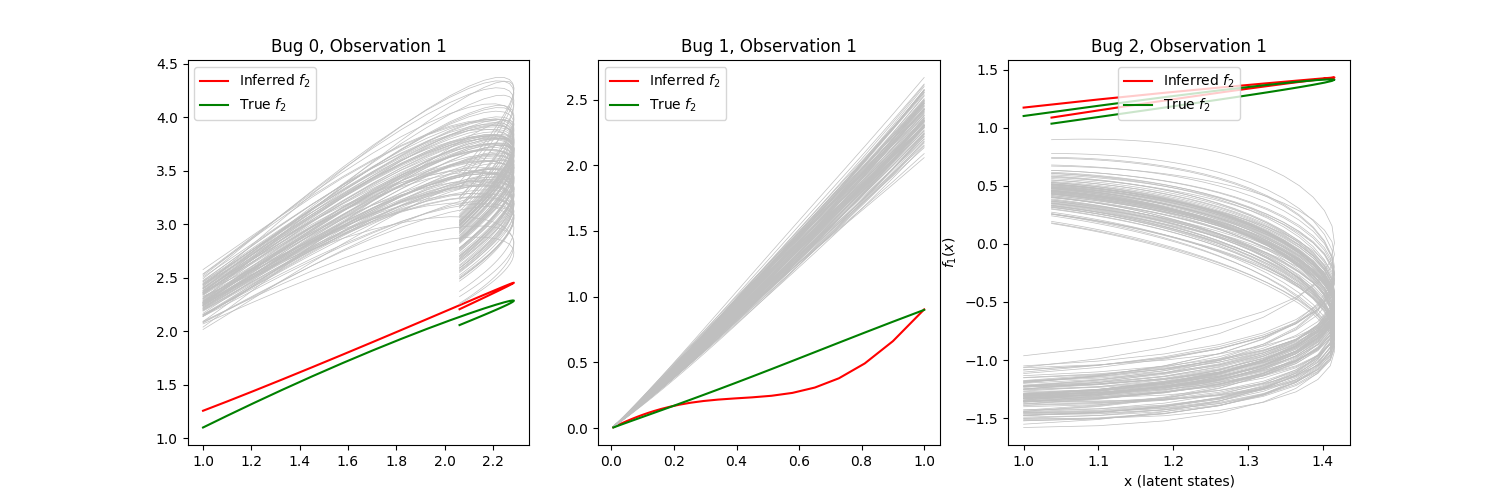 Bug 0, Observation 1
Inferred f₂
True f₂
4.5
4.0
3.5
3.0
2.5
2.0
1.5
1.0
1.0 1.2 1.4 1.6 1.8 2.0 2.2
Bug 1, Observation 1
Inferred f₂
True f₂
2.5
2.0
1.5
1.0
0.5
0.0
0.0 0.2 0.4 0.6 0.8 1.0
Bug 2, Observation 1
Inferred f₂
True f₂
f₁(x)
1.5
1.0
0.5
0.0
−0.5
−1.0
−1.5
1.0 1.1 1.2 1.3 1.4
x (latent states)